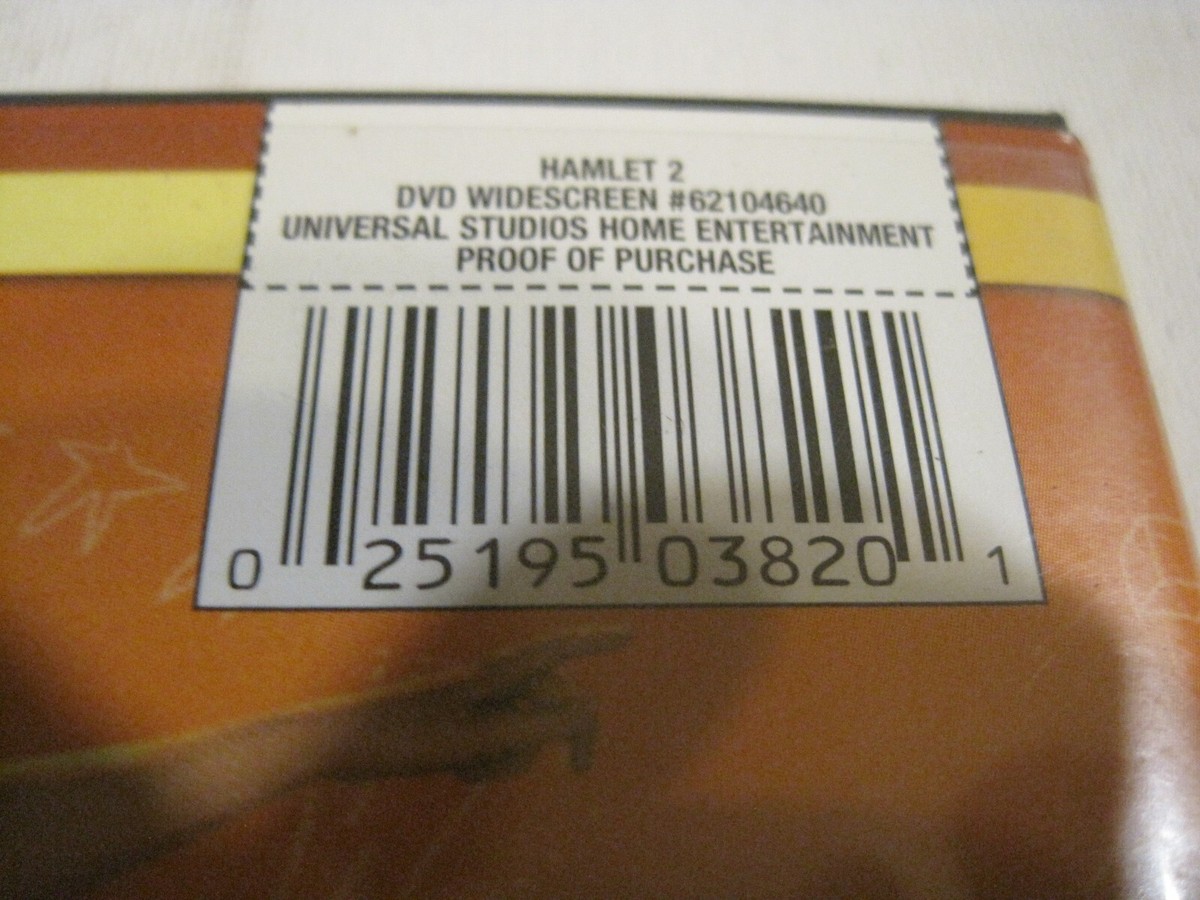 HAMLET 2
DVD WIDESCREEN #62104640
UNIVERSAL STUDIOS HOME ENTERTAINMENT
PROOF OF PURCHASE
0 25195 03820 1